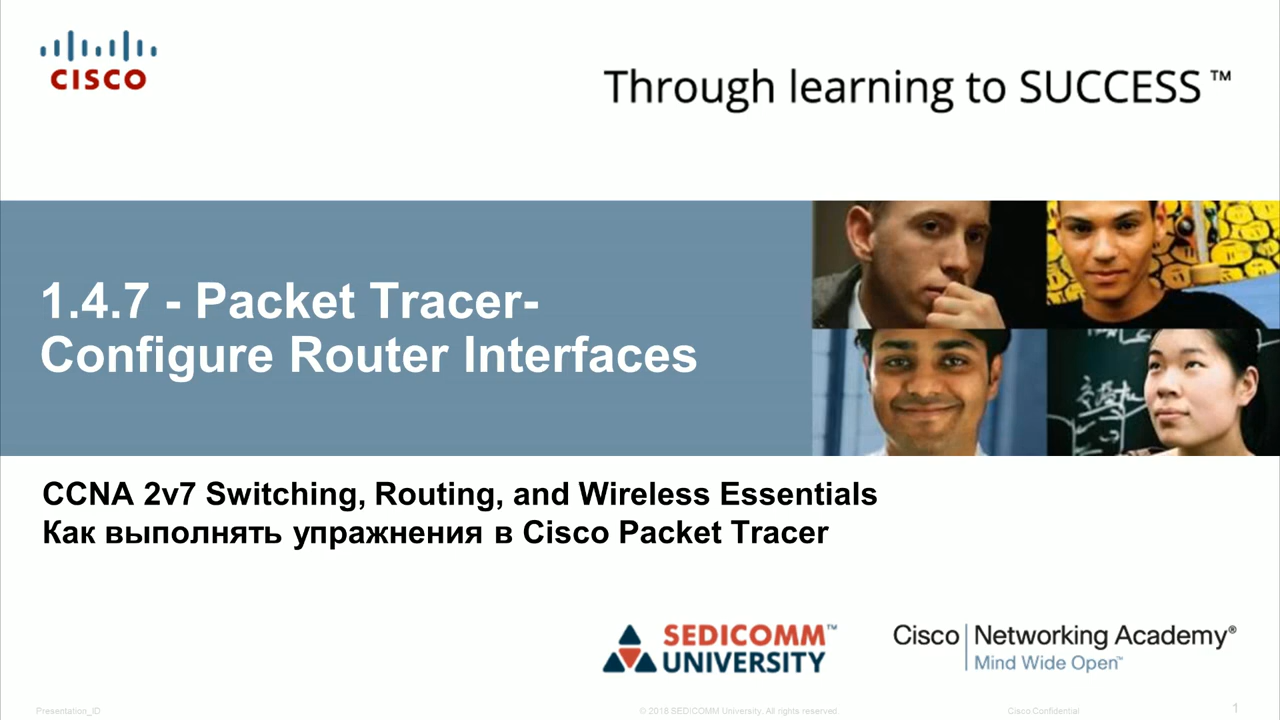 CISCO
Through learning to SUCCESS ™
1.4.7 - Packet Tracer-
Configure Router Interfaces
CCNA 2v7 Switching, Routing, and Wireless Essentials
Как выполнять упражнения в Cisco Packet Tracer
SEDICOMM™
UNIVERSITY
Cisco Networking Academy®
Mind Wide Open™
Presentation_ID
© 2018 SEDICOMM University. All rights reserved
Cisco Confidential
1